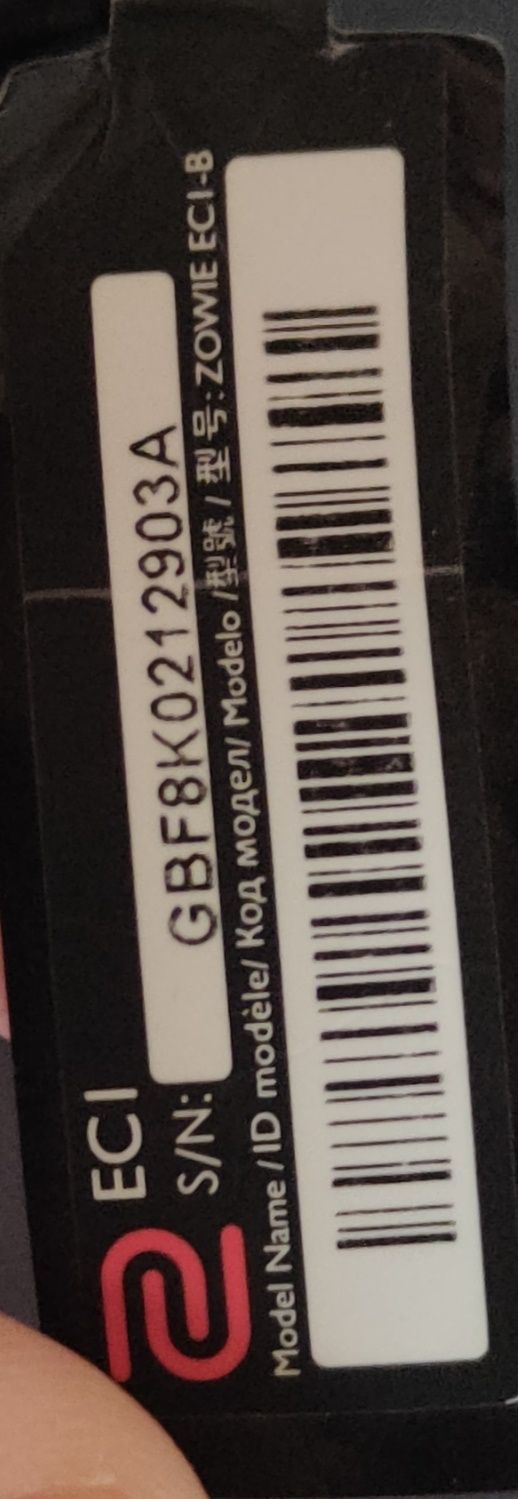 EC1
S/N: GBF8K0212903A
Model Name / ID modèle/ Код модел/ Modelo /型號 / 型号: ZOWIE EC1-B